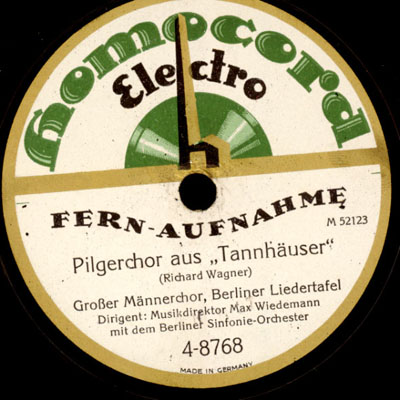 Homocord
Electro
FERN-AUFNAHME
M 52123
Pilgerchor aus „Tannhäuser“
(Richard Wagner)
Großer Männerchor, Berliner Liedertafel
Dirigent: Musikdirektor Max Wiedemann
mit dem Berliner Sinfonie-Orchester
4-8768
MADE IN GERMANY